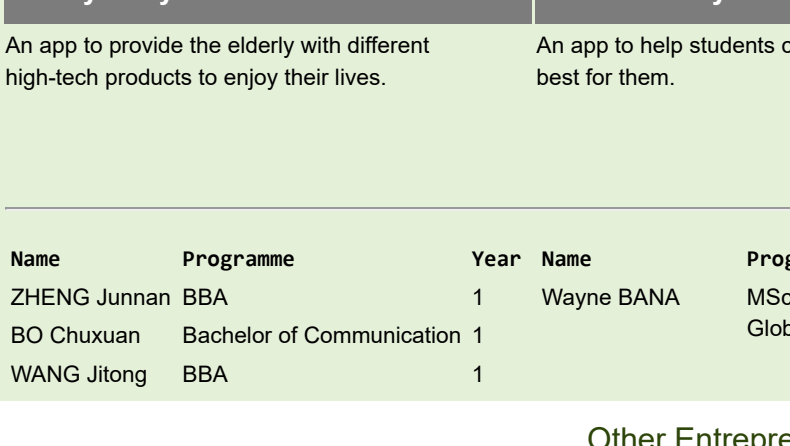 An app to provide the elderly with different
high-tech products to enjoy their lives.
An app to help students
best for them.
Name Programme Year
ZHENG Junnan BBA 1
BO Chuxuan Bachelor of Communication 1
WANG Jitong BBA 1
Name
Wayne BANA
Other